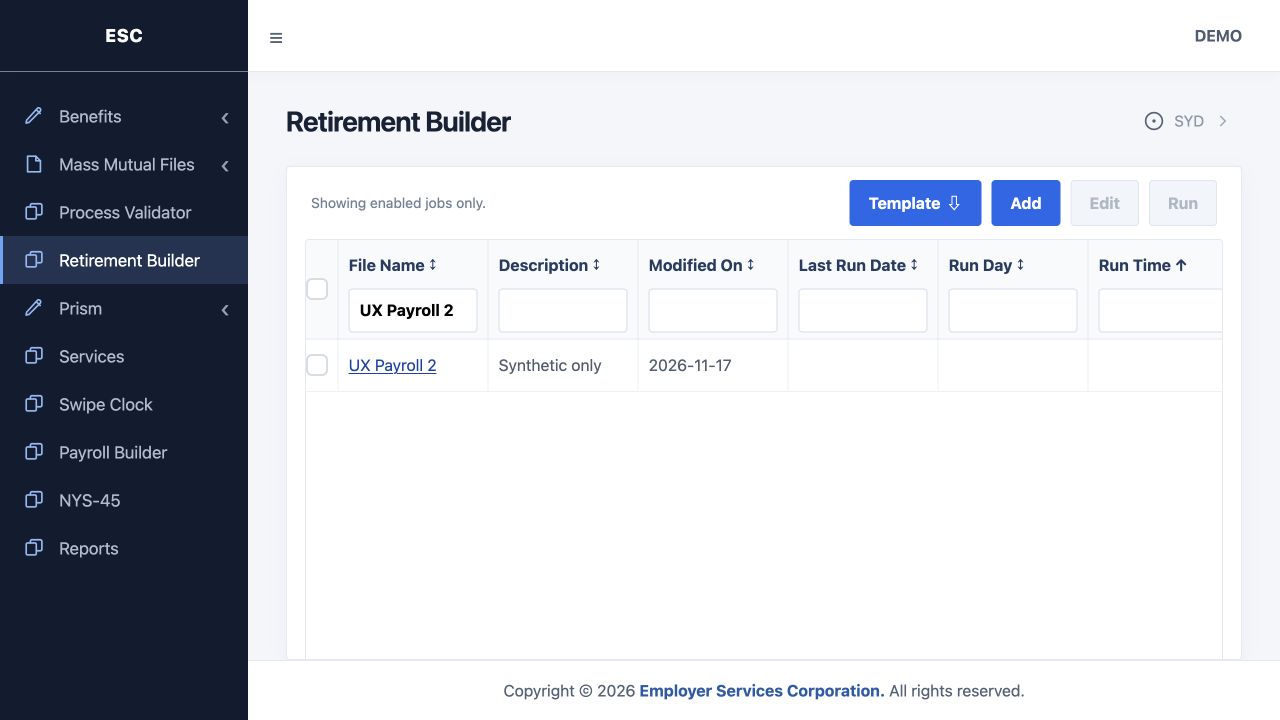 ESC
DEMO
Benefits
Mass Mutual Files
Process Validator
Retirement Builder
Prism
Services
Swipe Clock
Payroll Builder
NYS-45
Reports
Retirement Builder
SYD
Showing enabled jobs only.
Template Add Edit Run
File Name Description Modified On Last Run Date Run Day Run Time
UX Payroll 2
UX Payroll 2 Synthetic only 2026-11-17
Copyright © 2026 Employer Services Corporation. All rights reserved.